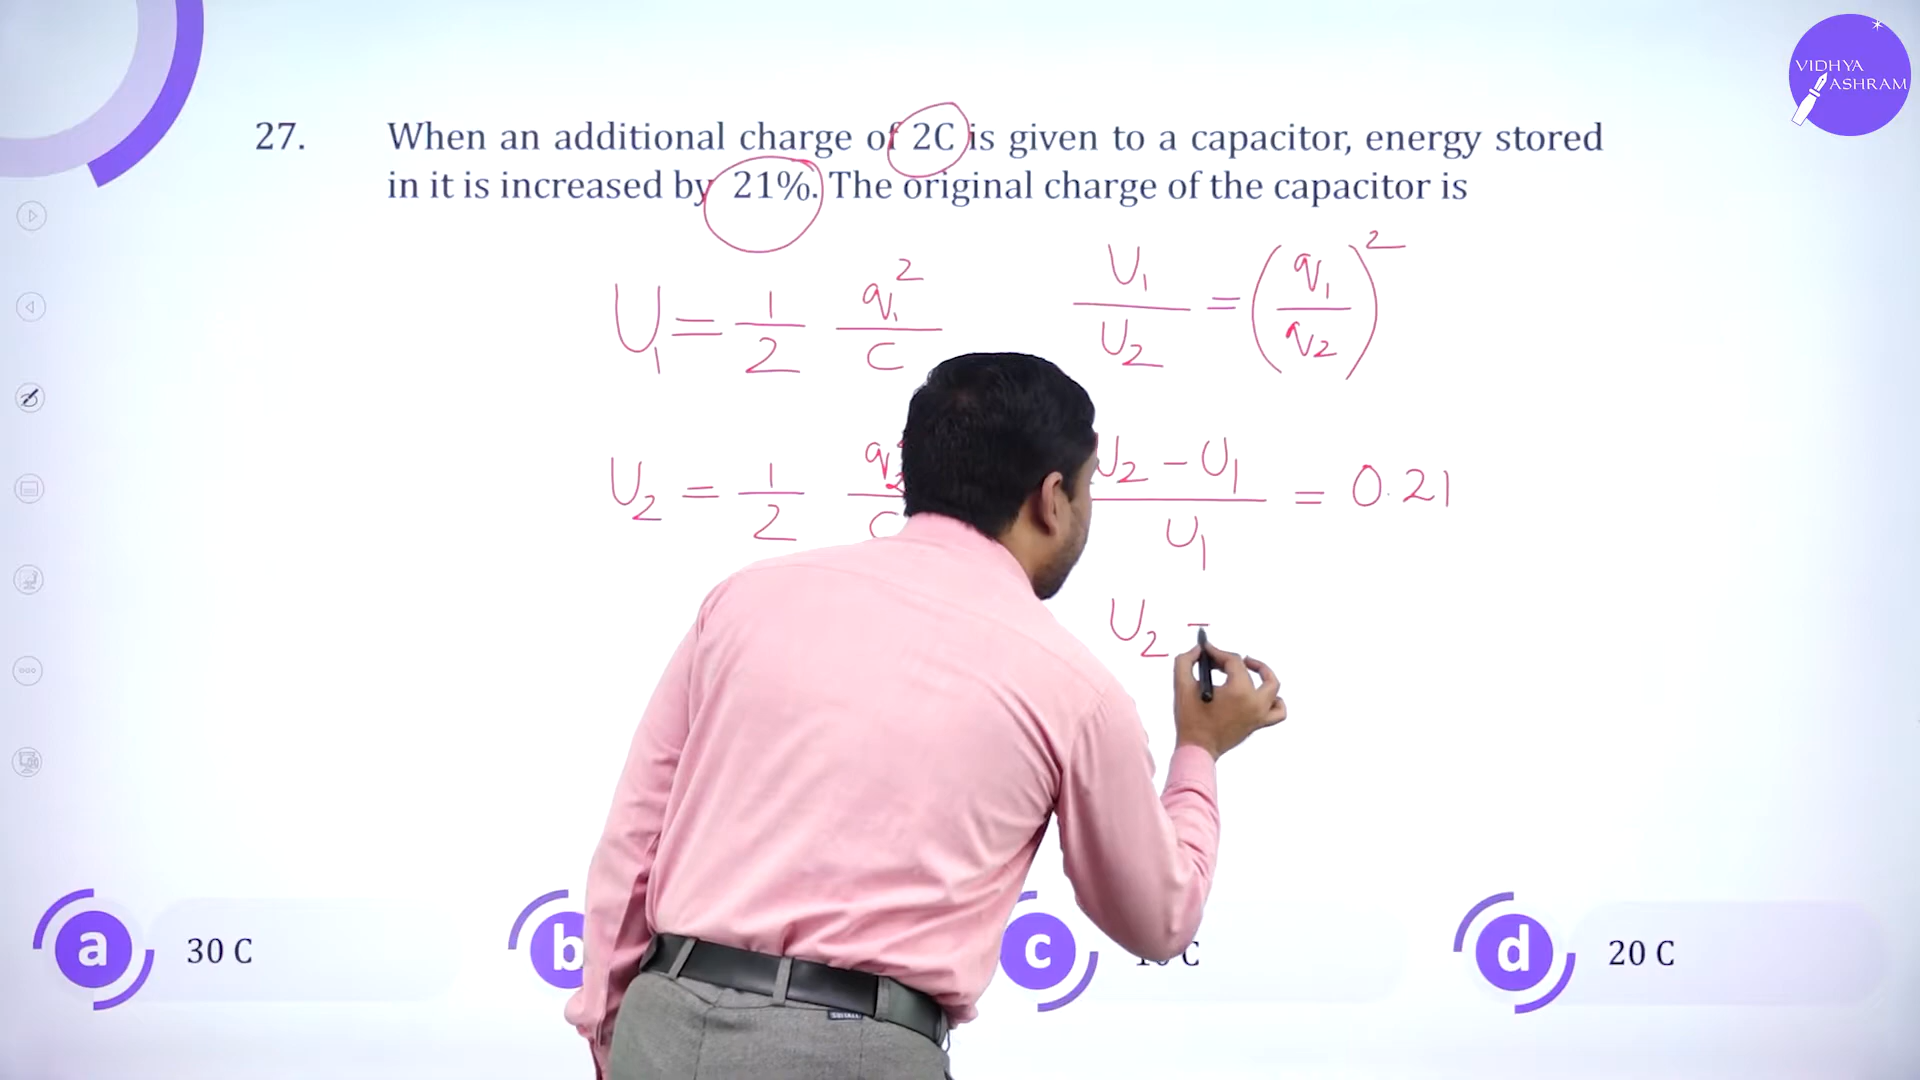 VIDHYA
ASHRAM
27. When an additional charge of 2C is given to a capacitor, energy stored
in it is increased by 21%. The original charge of the capacitor is
U₁ = 1/2 q₁²/C
U₁/U₂ = (q₁/q₂)²
U₂ = 1/2 q₂
U₂ - U₁/U₁ = 0.21
U₂
a 30 C
b
c C
d 20 C